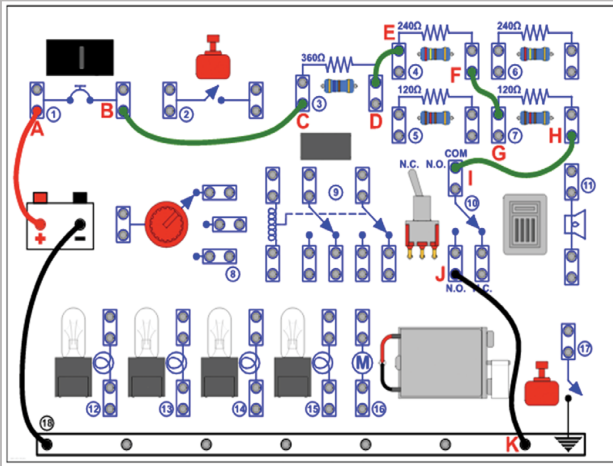 E
240Ω
240Ω
360Ω
4
F
6
A
1
B
2
C
3
D
120Ω
120Ω
5
G
7
H
N.C.
N.O.
COM
I
9
10
11
+
−
8
J
N.O.
N.C.
17
M
12
13
14
15
16
18
K